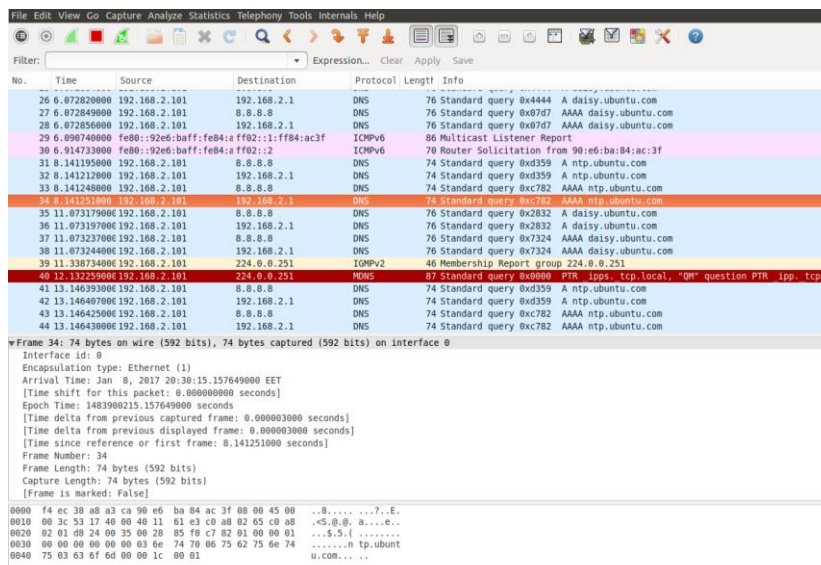 File Edit View Go Capture Analyze Statistics Telephony Tools Internals Help
Filter: Expression... Clear Apply Save
No. Time Source Destination Protocol Lengtł Info
26 6.072820000 192.168.2.101 192.168.2.1 DNS 76 Standard query 0x4444 A daisy.ubuntu.com
27 6.072849000 192.168.2.101 8.8.8.8 DNS 76 Standard query 0x07d7 AAAA daisy.ubuntu.com
28 6.072856000 192.168.2.101 192.168.2.1 DNS 76 Standard query 0x07d7 AAAA daisy.ubuntu.com
29 6.090740000 fe80::92e6:baff:fe84:a ff02::1:ff84:ac3f ICMPv6 86 Multicast Listener Report
30 6.914733000 fe80::92e6:baff:fe84:a ff02::2 ICMPv6 70 Router Solicitation from 90:e6:ba:84:ac:3f
31 8.141195000 192.168.2.101 8.8.8.8 DNS 74 Standard query 0xd359 A ntp.ubuntu.com
32 8.141212000 192.168.2.101 192.168.2.1 DNS 74 Standard query 0xd359 A ntp.ubuntu.com
33 8.141248000 192.168.2.101 8.8.8.8 DNS 74 Standard query 0xc782 AAAA ntp.ubuntu.com
34 8.141251000 192.168.2.101 192.168.2.1 DNS 74 Standard query 0xc782 AAAA ntp.ubuntu.com
35 11.07317900 192.168.2.101 8.8.8.8 DNS 76 Standard query 0x2832 A daisy.ubuntu.com
36 11.07319700 192.168.2.101 192.168.2.1 DNS 76 Standard query 0x2832 A daisy.ubuntu.com
37 11.07323700 192.168.2.101 8.8.8.8 DNS 76 Standard query 0x7324 AAAA daisy.ubuntu.com
38 11.07324400 192.168.2.101 192.168.2.1 DNS 76 Standard query 0x7324 AAAA daisy.ubuntu.com
39 11.33873400 192.168.2.101 224.0.0.251 IGMPv2 46 Membership Report group 224.0.0.251
40 12.13225900 192.168.2.101 224.0.0.251 MDNS 87 Standard query 0x0000 PTR _ipps._tcp.local, "QM" question PTR _ipp._tcp
41 13.14639300 192.168.2.101 8.8.8.8 DNS 74 Standard query 0xd359 A ntp.ubuntu.com
42 13.14640700 192.168.2.101 192.168.2.1 DNS 74 Standard query 0xd359 A ntp.ubuntu.com
43 13.14642500 192.168.2.101 8.8.8.8 DNS 74 Standard query 0xc782 AAAA ntp.ubuntu.com
44 13.14643000 192.168.2.101 192.168.2.1 DNS 74 Standard query 0xc782 AAAA ntp.ubuntu.com
Frame 34: 74 bytes on wire (592 bits), 74 bytes captured (592 bits) on interface 0
Interface id: 0
Encapsulation type: Ethernet (1)
Arrival Time: Jan 8, 2017 20:30:15.157649000 EET
[Time shift for this packet: 0.000000000 seconds]
Epoch Time: 1483900215.157649000 seconds
[Time delta from previous captured frame: 0.000003000 seconds]
[Time delta from previous displayed frame: 0.000003000 seconds]
[Time since reference or first frame: 8.141251000 seconds]
Frame Number: 34
Frame Length: 74 bytes (592 bits)
Capture Length: 74 bytes (592 bits)
[Frame is marked: False]
0000 f4 ec 38 a8 a3 ca 90 e6 ba 84 ac 3f 08 00 45 00 ..8..... ...?..E.
0010 00 3c 53 17 40 00 40 11 61 e3 c0 a8 02 65 c0 a8 .<S.@.@. a....e..
0020 02 01 d8 24 00 35 00 28 85 f0 c7 82 01 00 00 01 ...$.5.( ........
0030 00 00 00 00 00 00 03 6e 74 70 06 75 62 75 6e 74 .......n tp.ubunt
0040 75 03 63 6f 6d 00 00 1c 00 01 u.com... ..